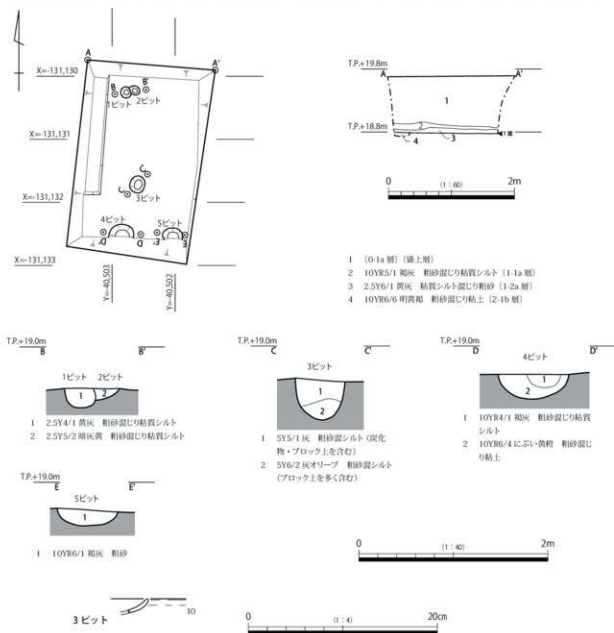 A
A'
X=-131,130
B
B'
1ピット
2ピット
X=-131,131
C'
C
X=-131,132
3ピット
4ピット
5ピット
D'
D
E'
E
X=-131,133
Y=-40,503
Y=-40,502
T.P.+19.8m
A
A'
1
2
T.P.+18.8m
4
3
0
(1:60)
2m
1 〔0-1a 層〕〔盛土層〕
2 10YR5/1 褐灰 粗砂混じり粘質シルト〔1-1a 層〕
3 2.5Y6/1 黄灰 粘質シルト混じり粗砂〔1-2a 層〕
4 10YR6/6 明黄褐 粗砂混じり粘土〔2-1b 層〕
T.P.+19.0m
B
B'
1ピット 2ピット
1
2
1 2.5Y4/1 黄灰 粗砂混じり粘質シルト
2 2.5Y5/2 暗灰黄 粗砂混じり粘質シルト
T.P.+19.0m
C
C'
3ピット
1
2
1 5Y5/1 灰 粗砂混シルト(炭化
物・ブロック土を含む)
2 5Y6/2 灰オリーブ 粗砂混シルト
(ブロック土を多く含む)
T.P.+19.0m
D
D'
4ピット
1
2
1 10YR4/1 褐灰 粗砂混じり粘質
シルト
2 10YR6/4 にぶい黄橙 粗砂混じ
り粘土
T.P.+19.0m
E
E'
5ピット
1
1 10YR6/1 褐灰 粗砂
0
(1:40)
2m
3 ピット
10
0
(1:4)
20cm